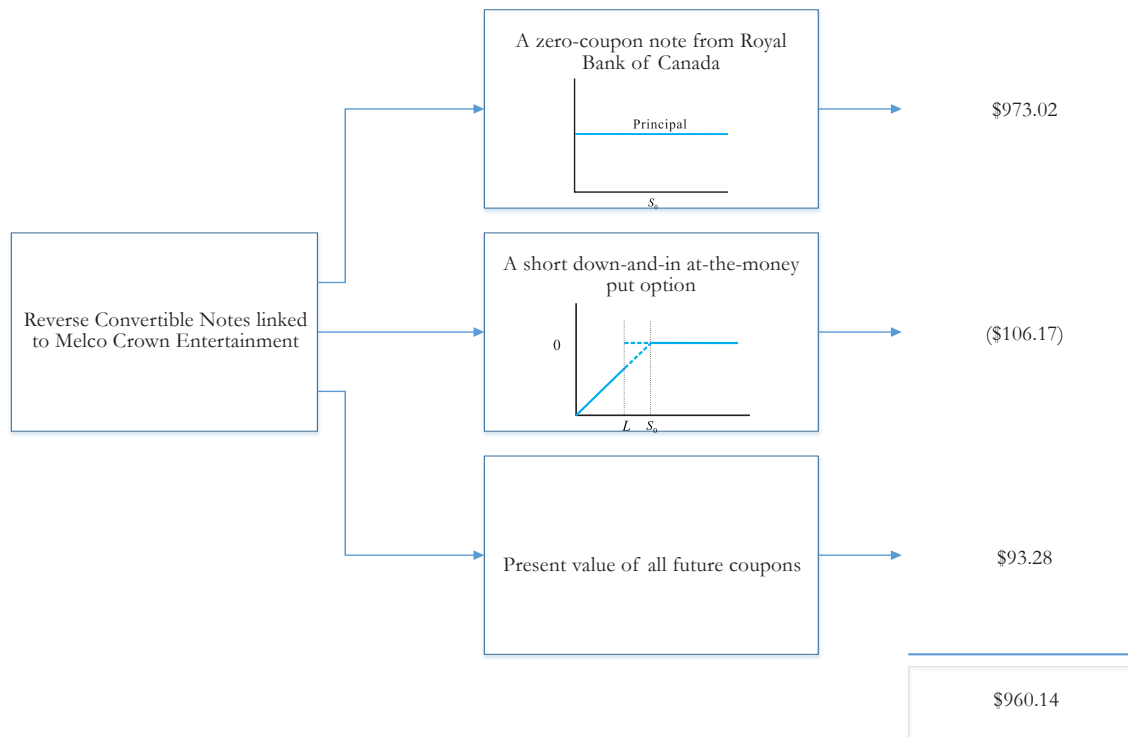 A zero-coupon note from Royal
Bank of Canada
Principal
S₀
$973.02
Reverse Convertible Notes linked
to Melco Crown Entertainment
A short down-and-in at-the-money
put option
0
L S₀
($106.17)
Present value of all future coupons
$93.28
$960.14